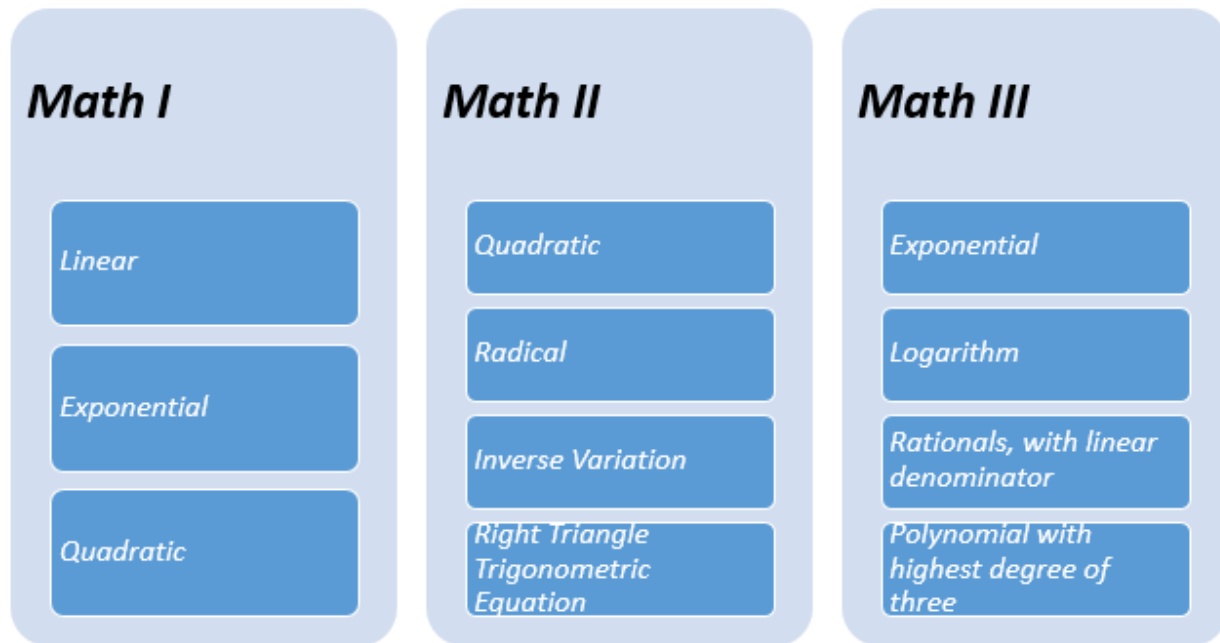 Math I
Linear
Exponential
Quadratic
Math II
Quadratic
Radical
Inverse Variation
Right Triangle
Trigonometric
Equation
Math III
Exponential
Logarithm
Rationals, with linear
denominator
Polynomial with
highest degree of
three